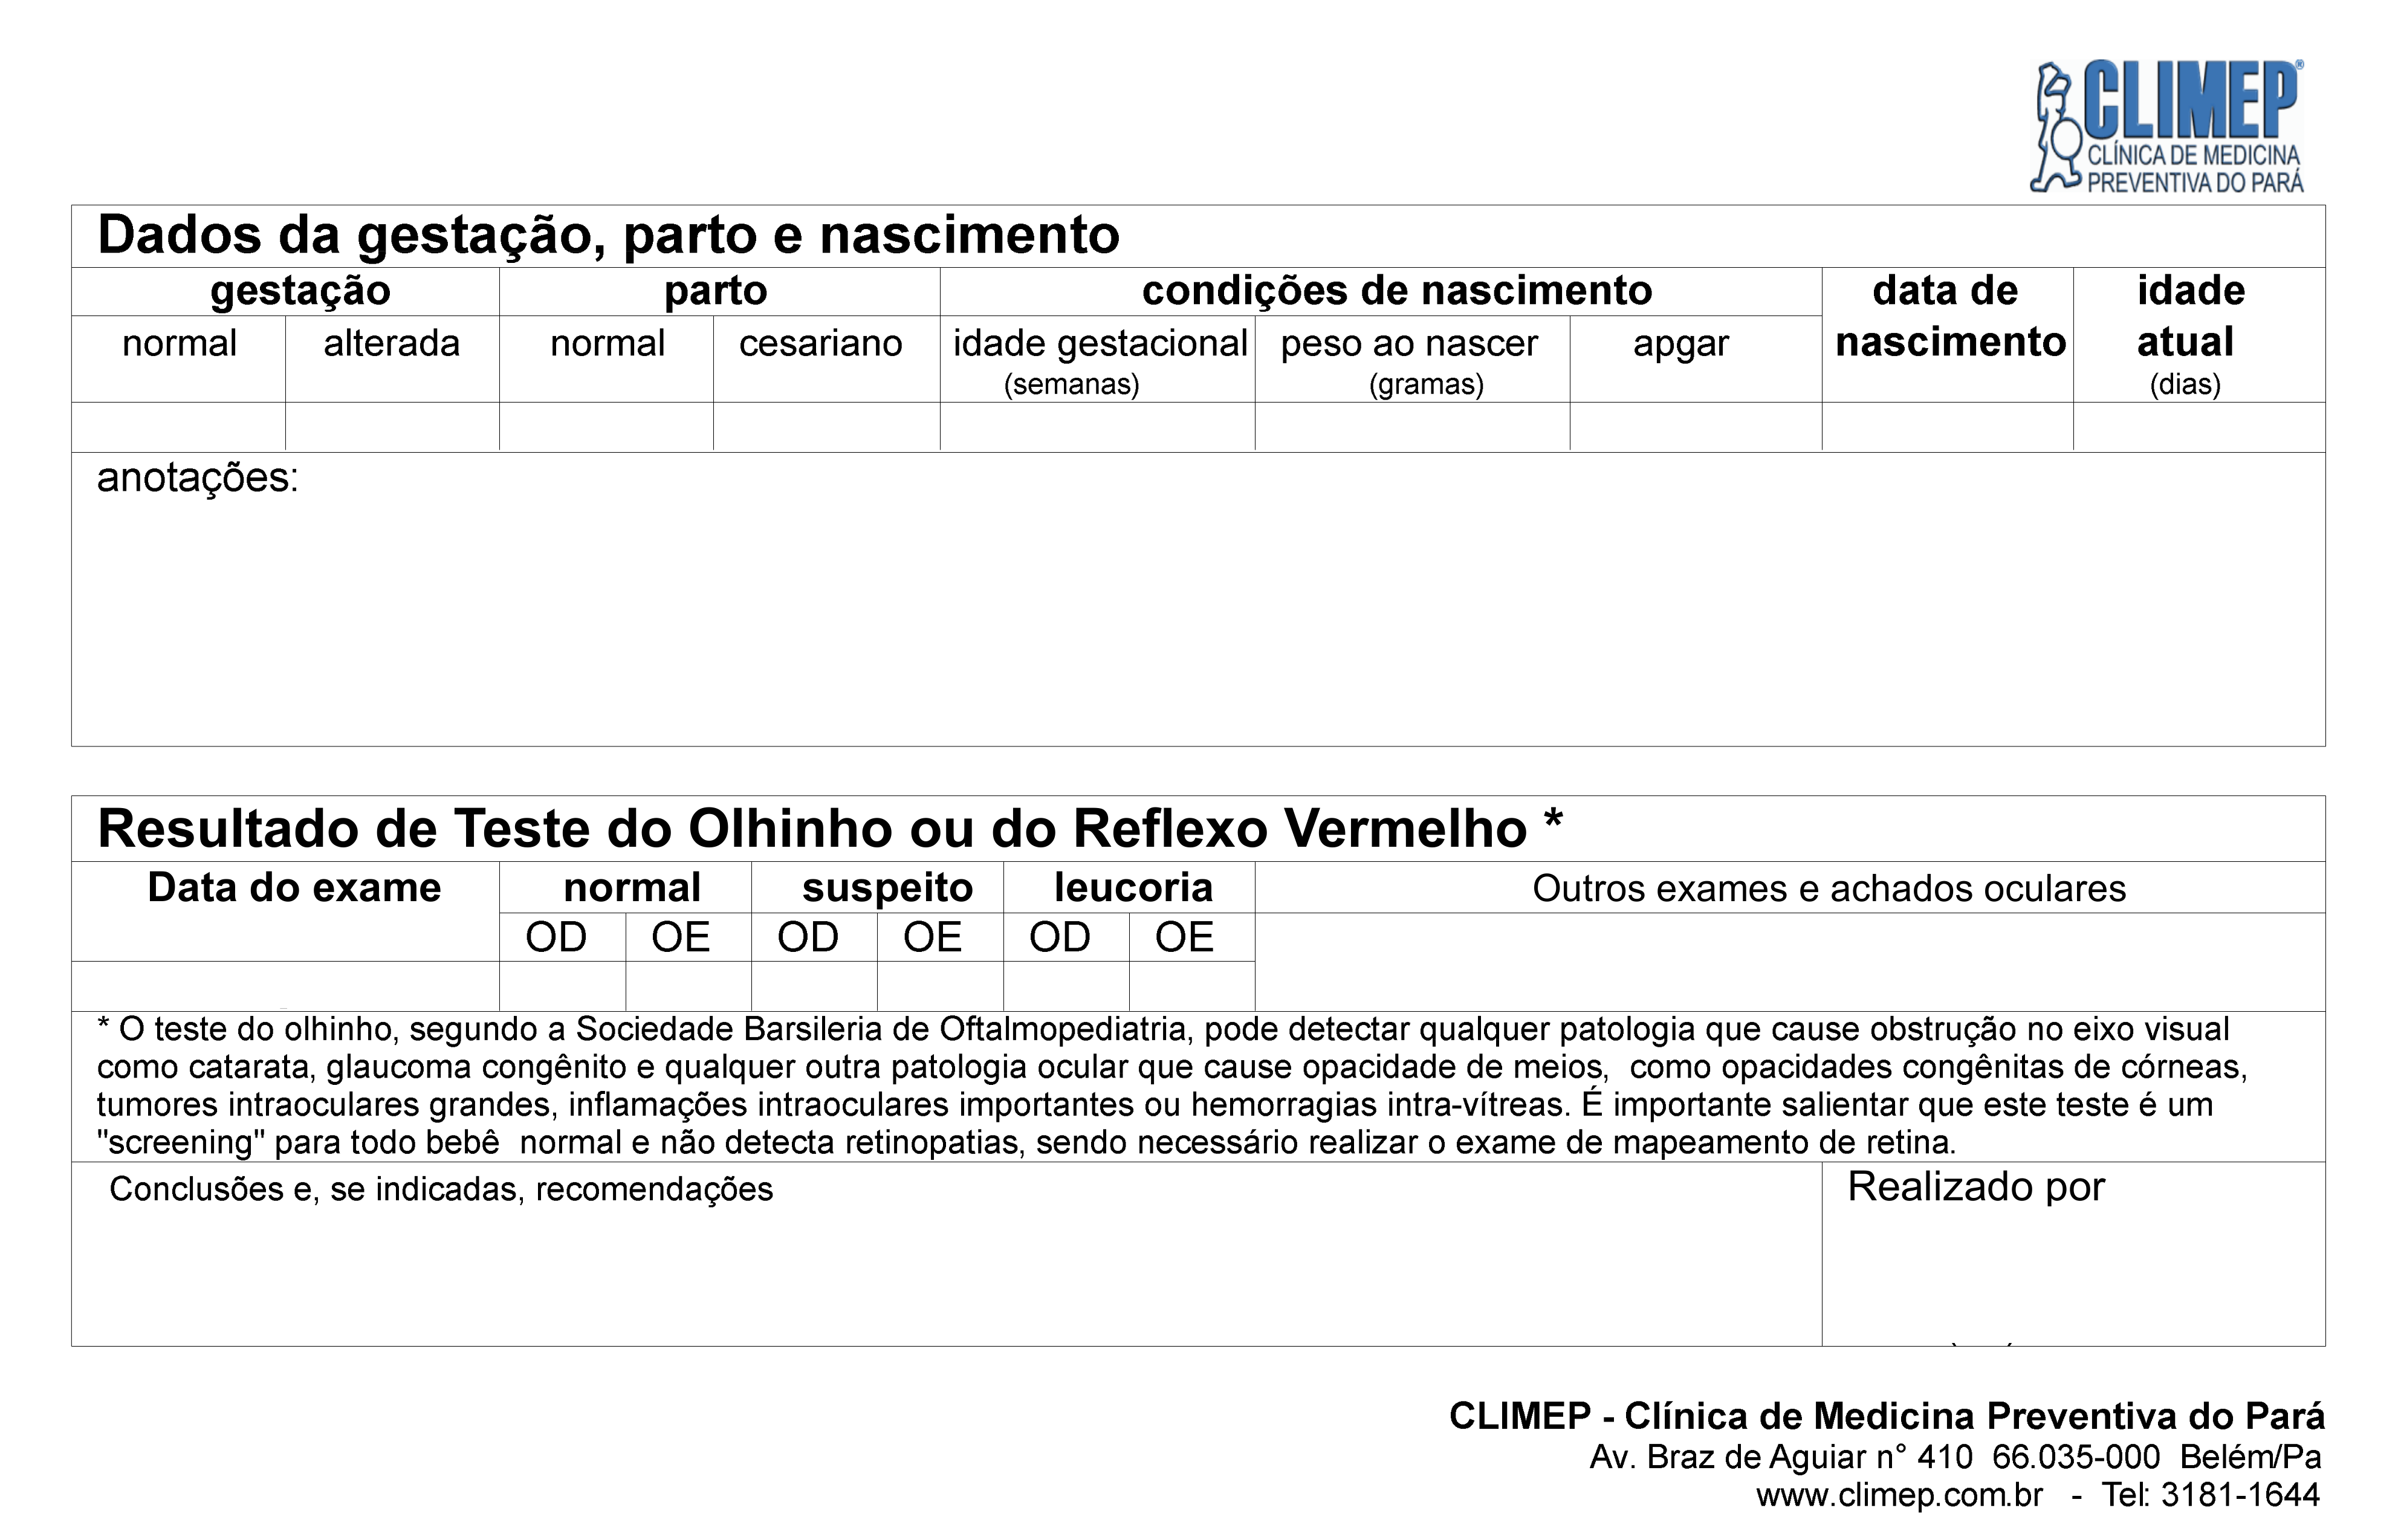 CLIMEP®
CLÍNICA DE MEDICINA
PREVENTIVA DO PARÁ
Dados da gestação, parto e nascimento
gestação parto condições de nascimento data de nascimento idade atual (dias)
normal alterada normal cesariano idade gestacional (semanas) peso ao nascer (gramas) apgar
anotações:
Resultado de Teste do Olhinho ou do Reflexo Vermelho *
Data do exame normal suspeito leucoria Outros exames e achados oculares
OD OE OD OE OD OE
* O teste do olhinho, segundo a Sociedade Barsileria de Oftalmopediatria, pode detectar qualquer patologia que cause obstrução no eixo visual
como catarata, glaucoma congênito e qualquer outra patologia ocular que cause opacidade de meios, como opacidades congênitas de córneas,
tumores intraoculares grandes, inflamações intraoculares importantes ou hemorragias intra-vítreas. É importante salientar que este teste é um
"screening" para todo bebê normal e não detecta retinopatias, sendo necessário realizar o exame de mapeamento de retina.
Conclusões e, se indicadas, recomendações Realizado por
CLIMEP - Clínica de Medicina Preventiva do Pará
Av. Braz de Aguiar n° 410 66.035-000 Belém/Pa
www.climep.com.br - Tel: 3181-1644